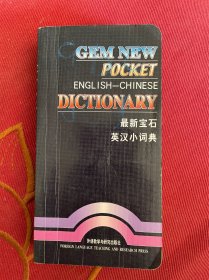 GEM NEW
POCKET
ENGLISH-CHINESE
DICTIONARY
最新宝石
英汉小词典
外语教学与研究出版社
FOREIGN LANGUAGE TEACHING AND RESEARCH PRESS